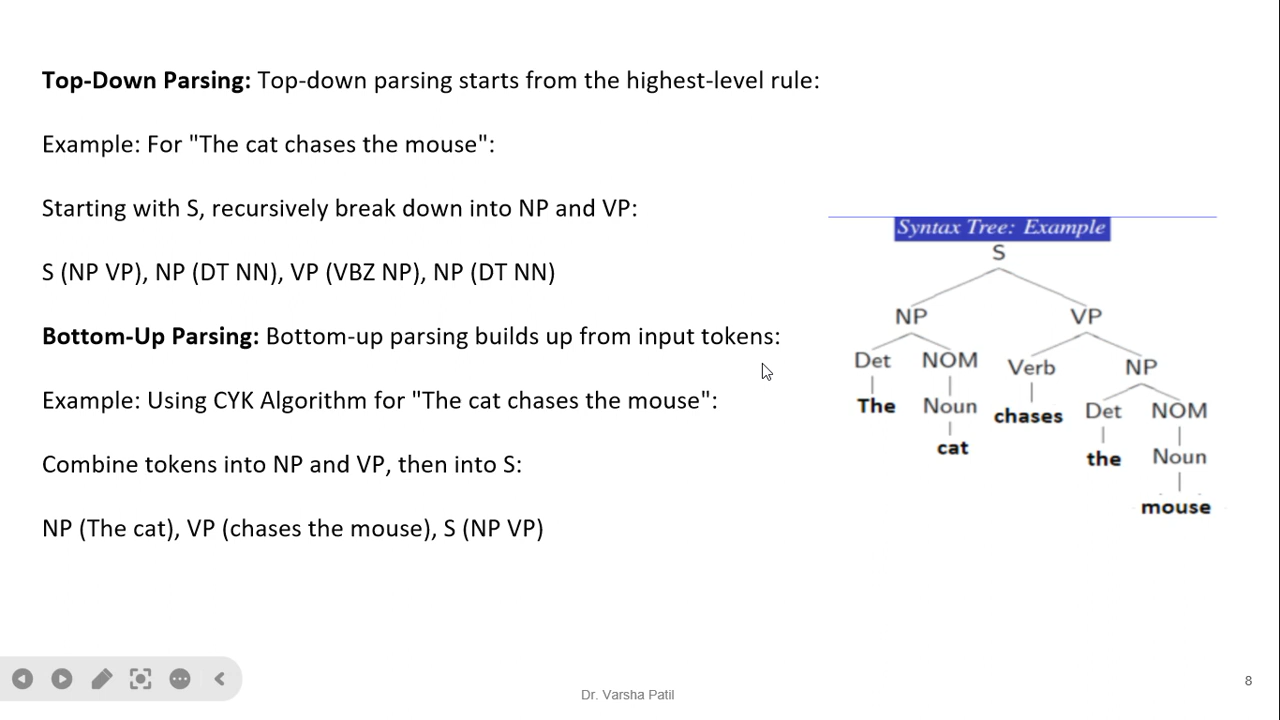 Top-Down Parsing: Top-down parsing starts from the highest-level rule:
Example: For "The cat chases the mouse":
Starting with S, recursively break down into NP and VP:
S (NP VP), NP (DT NN), VP (VBZ NP), NP (DT NN)
Bottom-Up Parsing: Bottom-up parsing builds up from input tokens:
Example: Using CYK Algorithm for "The cat chases the mouse":
Combine tokens into NP and VP, then into S:
NP (The cat), VP (chases the mouse), S (NP VP)
Syntax Tree: Example
S
NP VP
Det NOM Verb NP
The Noun chases Det NOM
cat the Noun
mouse
Dr. Varsha Patil
8